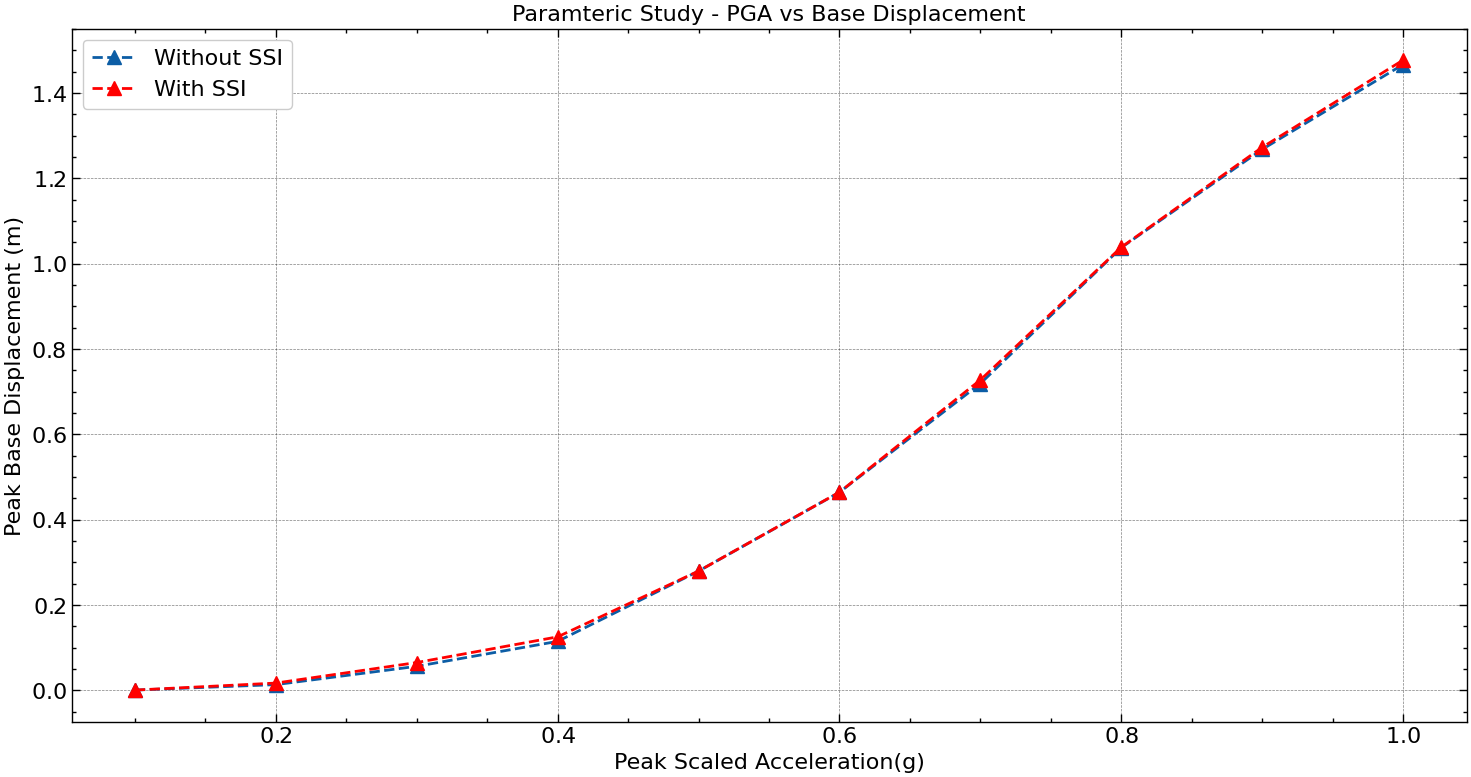 Paramteric Study - PGA vs Base Displacement
Without SSI
With SSI
Peak Base Displacement (m)
1.4
1.2
1.0
0.8
0.6
0.4
0.2
0.0
0.2
0.4
0.6
0.8
1.0
Peak Scaled Acceleration(g)